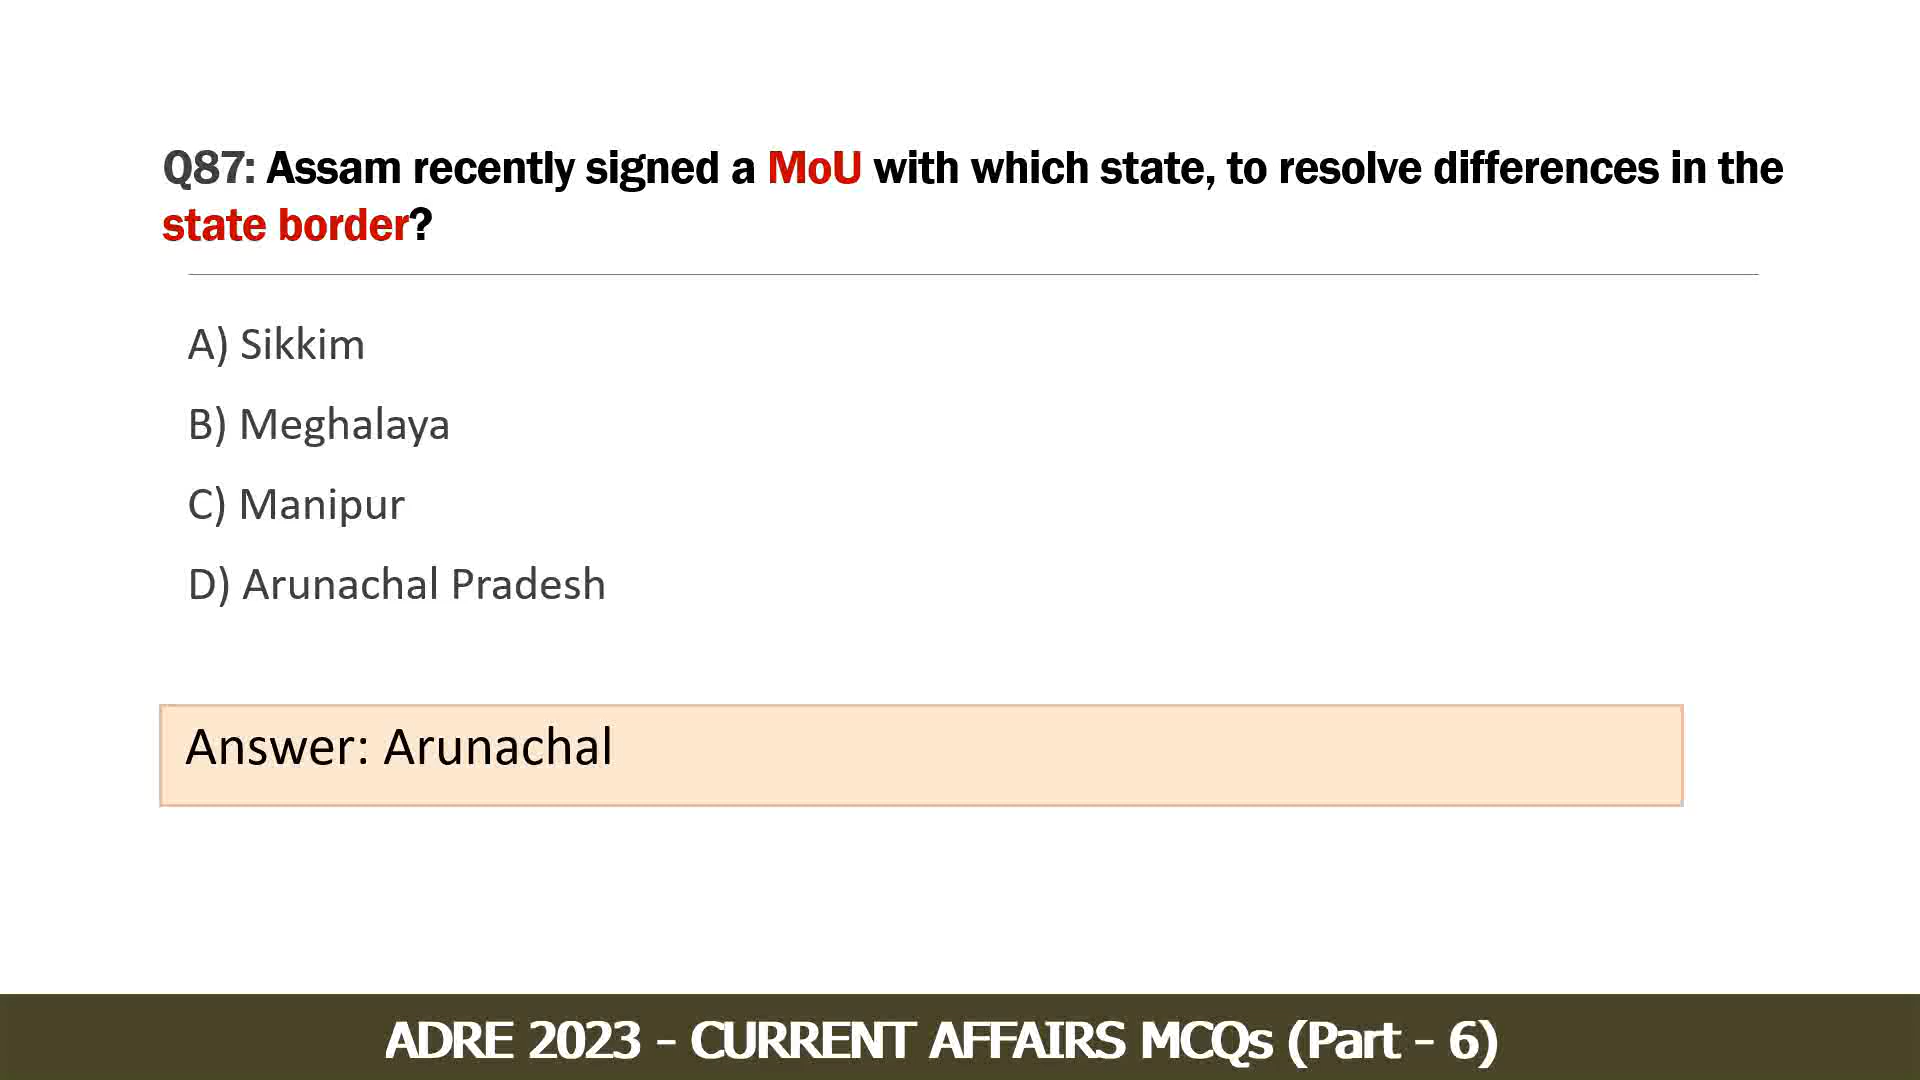 Q87: Assam recently signed a MoU with which state, to resolve differences in the
state border?
A) Sikkim
B) Meghalaya
C) Manipur
D) Arunachal Pradesh
Answer: Arunachal
ADRE 2023 - CURRENT AFFAIRS MCQs (Part - 6)